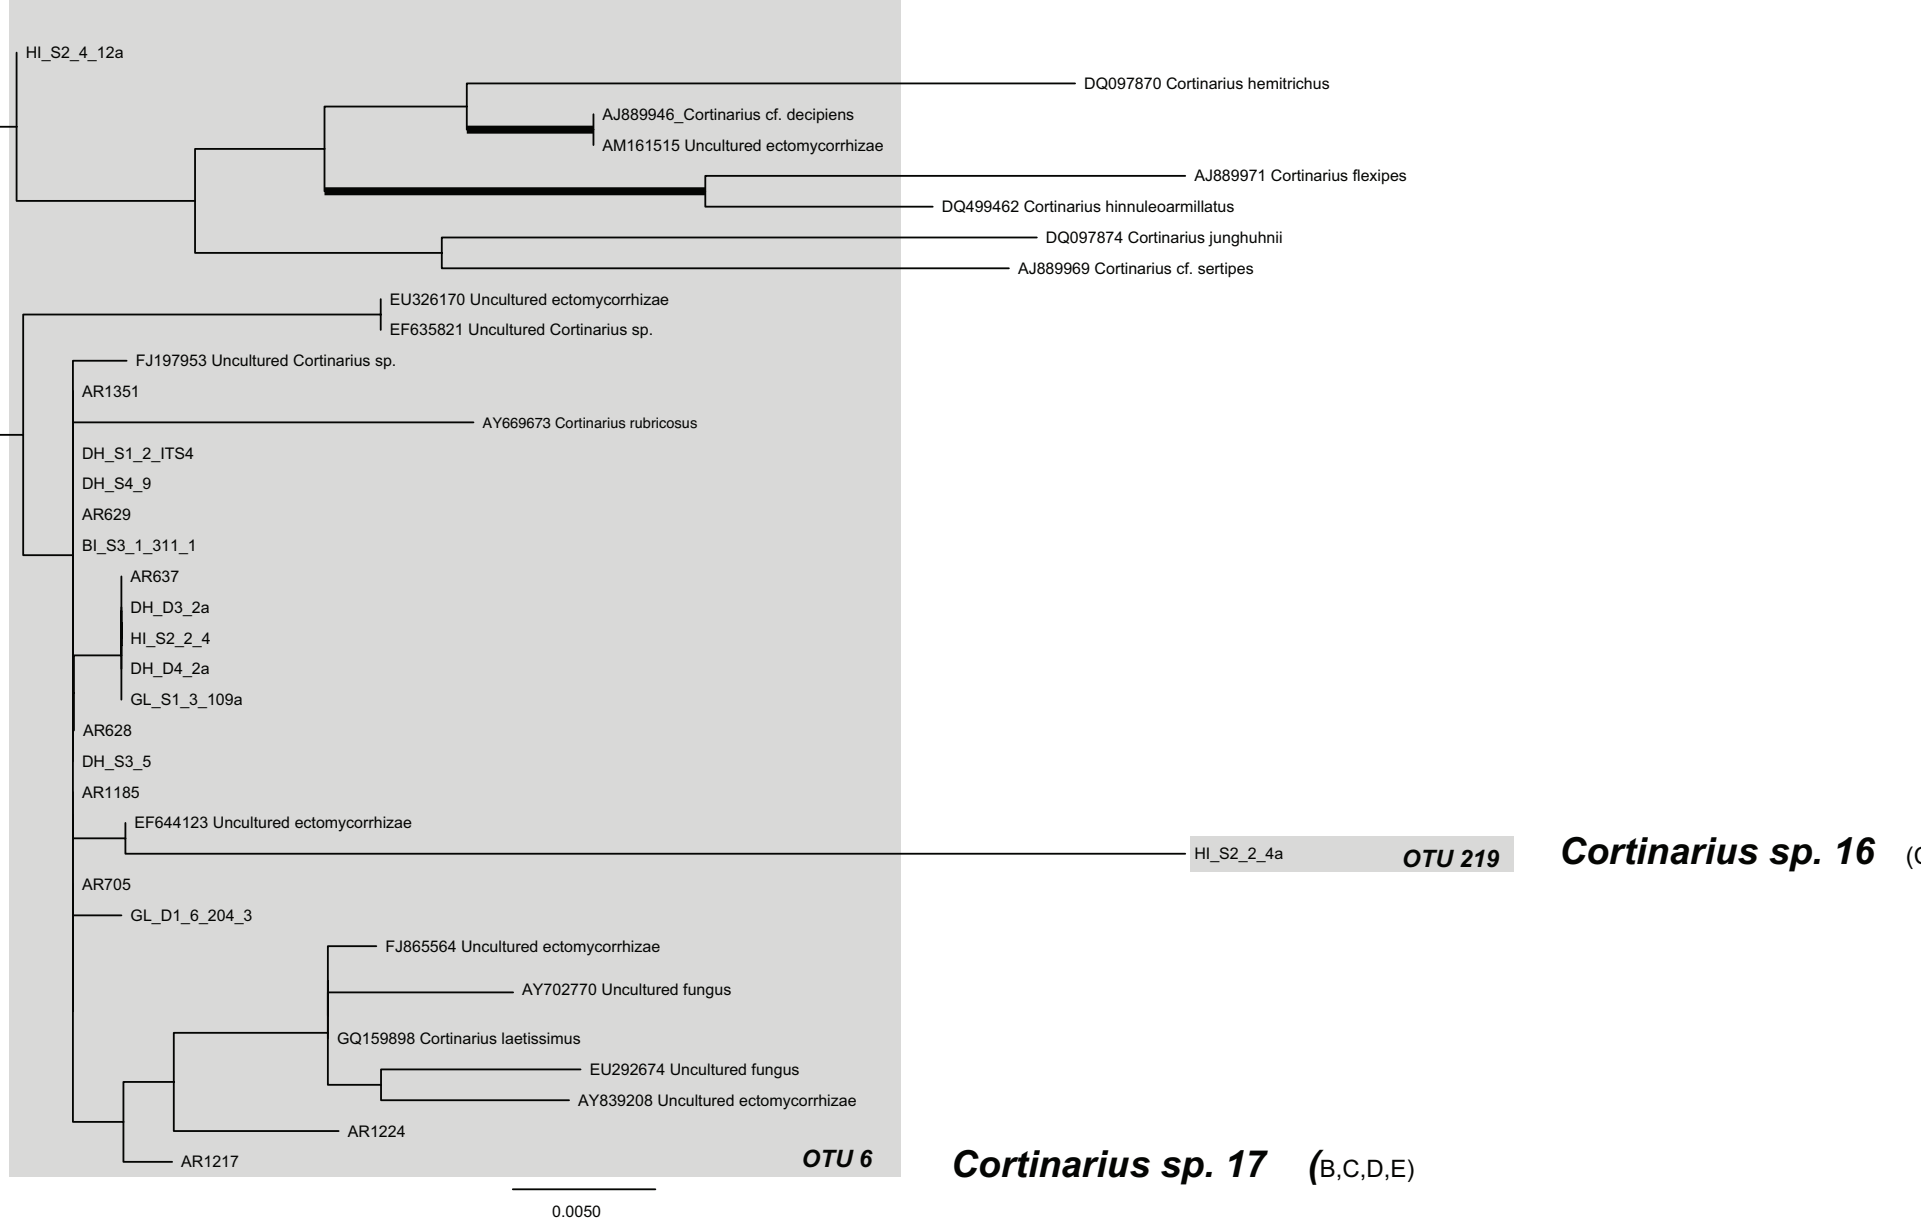 HI_S2_4_12a
DQ097870 Cortinarius hemitrichus
AJ889946_Cortinarius cf. decipiens
AM161515 Uncultured ectomycorrhizae
AJ889971 Cortinarius flexipes
DQ499462 Cortinarius hinnuleoarmillatus
DQ097874 Cortinarius junghuhnii
AJ889969 Cortinarius cf. sertipes
EU326170 Uncultured ectomycorrhizae
EF635821 Uncultured Cortinarius sp.
FJ197953 Uncultured Cortinarius sp.
AR1351
AY669673 Cortinarius rubricosus
DH_S1_2_ITS4
DH_S4_9
AR629
BI_S3_1_311_1
AR637
DH_D3_2a
HI_S2_2_4
DH_D4_2a
GL_S1_3_109a
AR628
DH_S3_5
AR1185
EF644123 Uncultured ectomycorrhizae
HI_S2_2_4a OTU 219 Cortinarius sp. 16 (
AR705
GL_D1_6_204_3
FJ865564 Uncultured ectomycorrhizae
AY702770 Uncultured fungus
GQ159898 Cortinarius laetissimus
EU292674 Uncultured fungus
AY839208 Uncultured ectomycorrhizae
AR1224
AR1217
OTU 6 Cortinarius sp. 17 (B,C,D,E)
0.0050